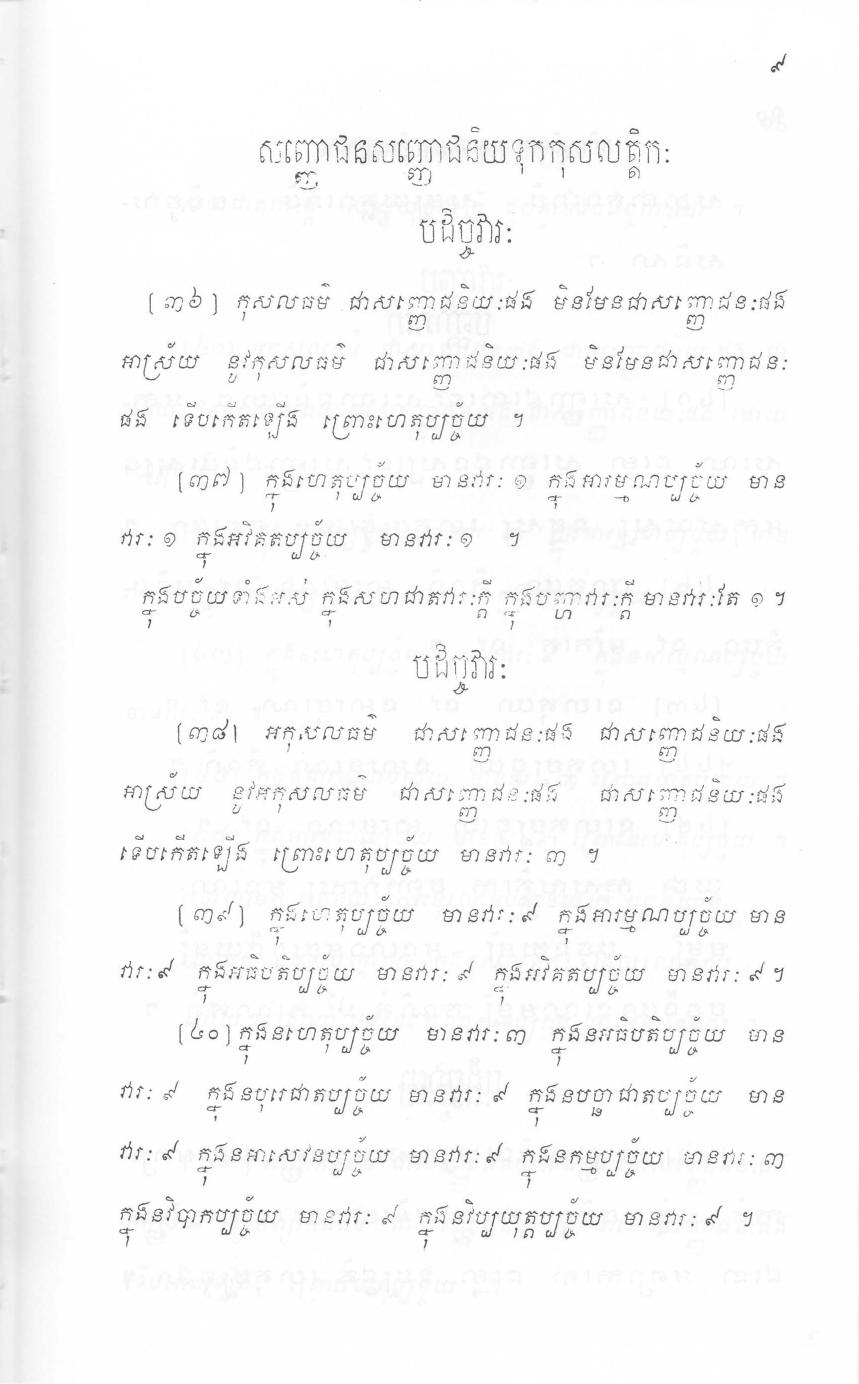 ៩
សញ្ញោជនសញ្ញោជនិយទុកកុសលត្តិកៈ
បដិច្ចវារៈ
(៣៦) កុសលធម៌ ជាសញ្ញោជនិយៈផង មិនមែនជាសញ្ញោជនៈផង
អាស្រ័យ នូវកុសលធម៌ ជាសញ្ញោជនិយៈផង មិនមែនជាសញ្ញោជនៈ
ផង ទើបកើតឡើង ព្រោះហេតុប្បច្ច័យ ។
(៣៧) ក្នុងហេតុប្បច្ច័យ មានវារៈ ១ ក្នុងអារម្មណប្បច្ច័យ មាន
វារៈ ១ ក្នុងអវិគតប្បច្ច័យ មានវារៈ ១ ។
ក្នុងបច្ច័យទាំងអស់ ក្នុងសហជាតវារៈក្តី ក្នុងបញ្ហាវារៈក្តី មានវារៈតែ ១ ។
បដិច្ចវារៈ
(៣៨) អកុសលធម៌ ជាសញ្ញោជនៈផង ជាសញ្ញោជនិយៈផង
អាស្រ័យ នូវអកុសលធម៌ ជាសញ្ញោជនៈផង ជាសញ្ញោជនិយៈផង
ទើបកើតឡើង ព្រោះហេតុប្បច្ច័យ មានវារៈ ៣ ។
(៣៩) ក្នុងហេតុប្បច្ច័យ មានវារៈ ៩ ក្នុងអារម្មណប្បច្ច័យ មាន
វារៈ ៩ ក្នុងអធិបតិប្បច្ច័យ មានវារៈ ៩ ក្នុងអវិគតប្បច្ច័យ មានវារៈ ៩ ។
(៤០) ក្នុងនហេតុប្បច្ច័យ មានវារៈ ៣ ក្នុងនអធិបតិប្បច្ច័យ មាន
វារៈ ៩ ក្នុងនបុរេជាតប្បច្ច័យ មានវារៈ ៩ ក្នុងនបច្ឆាជាតប្បច្ច័យ មាន
វារៈ ៩ ក្នុងនអាសេវនប្បច្ច័យ មានវារៈ ៩ ក្នុងនកម្មប្បច្ច័យ មានវារៈ ៣
ក្នុងនវិបាកប្បច្ច័យ មានវារៈ ៩ ក្នុងនវិប្បយុត្តប្បច្ច័យ មានវារៈ ៩ ។